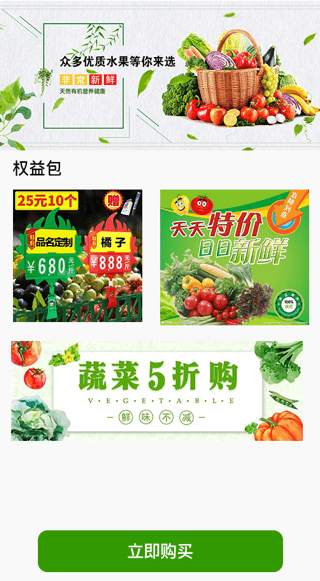 众多优质水果等你来选
非常新鲜
天然有机营养健康
权益包
25元10个
赠
品名定制
橘子
¥680
¥888
天天特价
日日新鲜
100%
蔬菜5折购
V·E·G·E·T·A·B·L·E
鲜味不减
立即购买